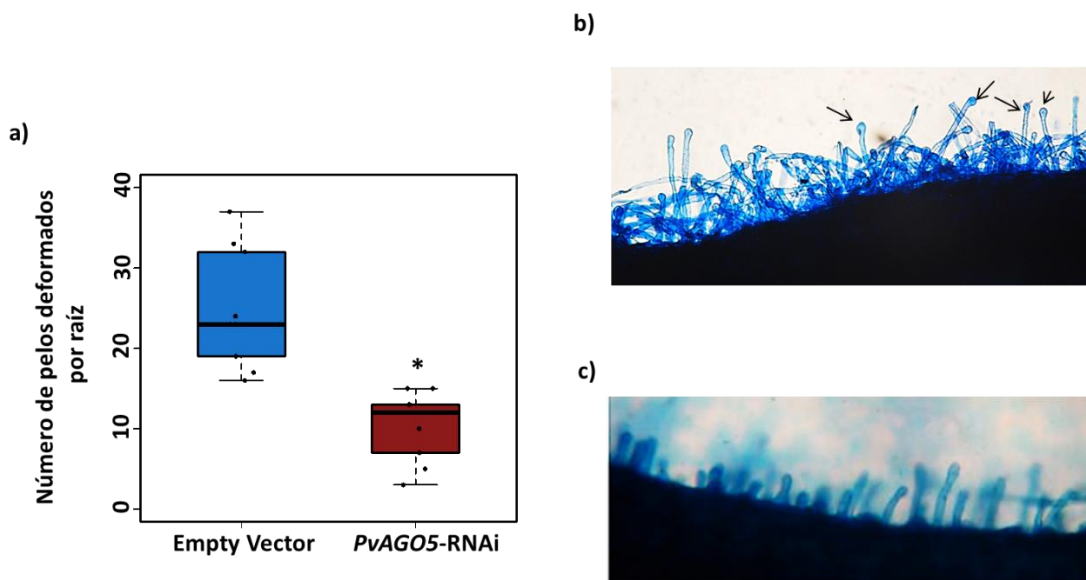 a)
Número de pelos deformados
por raíz
40
30
20
10
0
*
Empty Vector
PvAGO5-RNAi
b)
c)